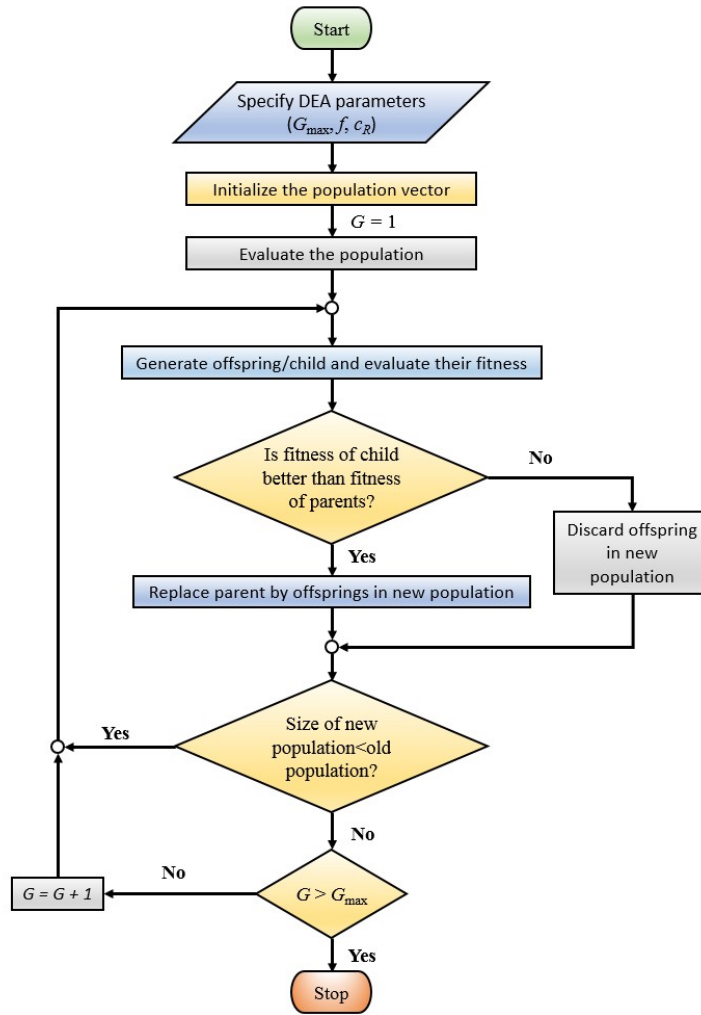 Start
Specify DEA parameters
(Gmax, f, cR)
Initialize the population vector
G = 1
Evaluate the population
Generate offspring/child and evaluate their fitness
Is fitness of child
better than fitness
of parents?
No
Discard offspring
in new
population
Yes
Replace parent by offsprings in new population
Size of new
population<old
population?
Yes
No
G > Gmax
No
G = G + 1
Yes
Stop